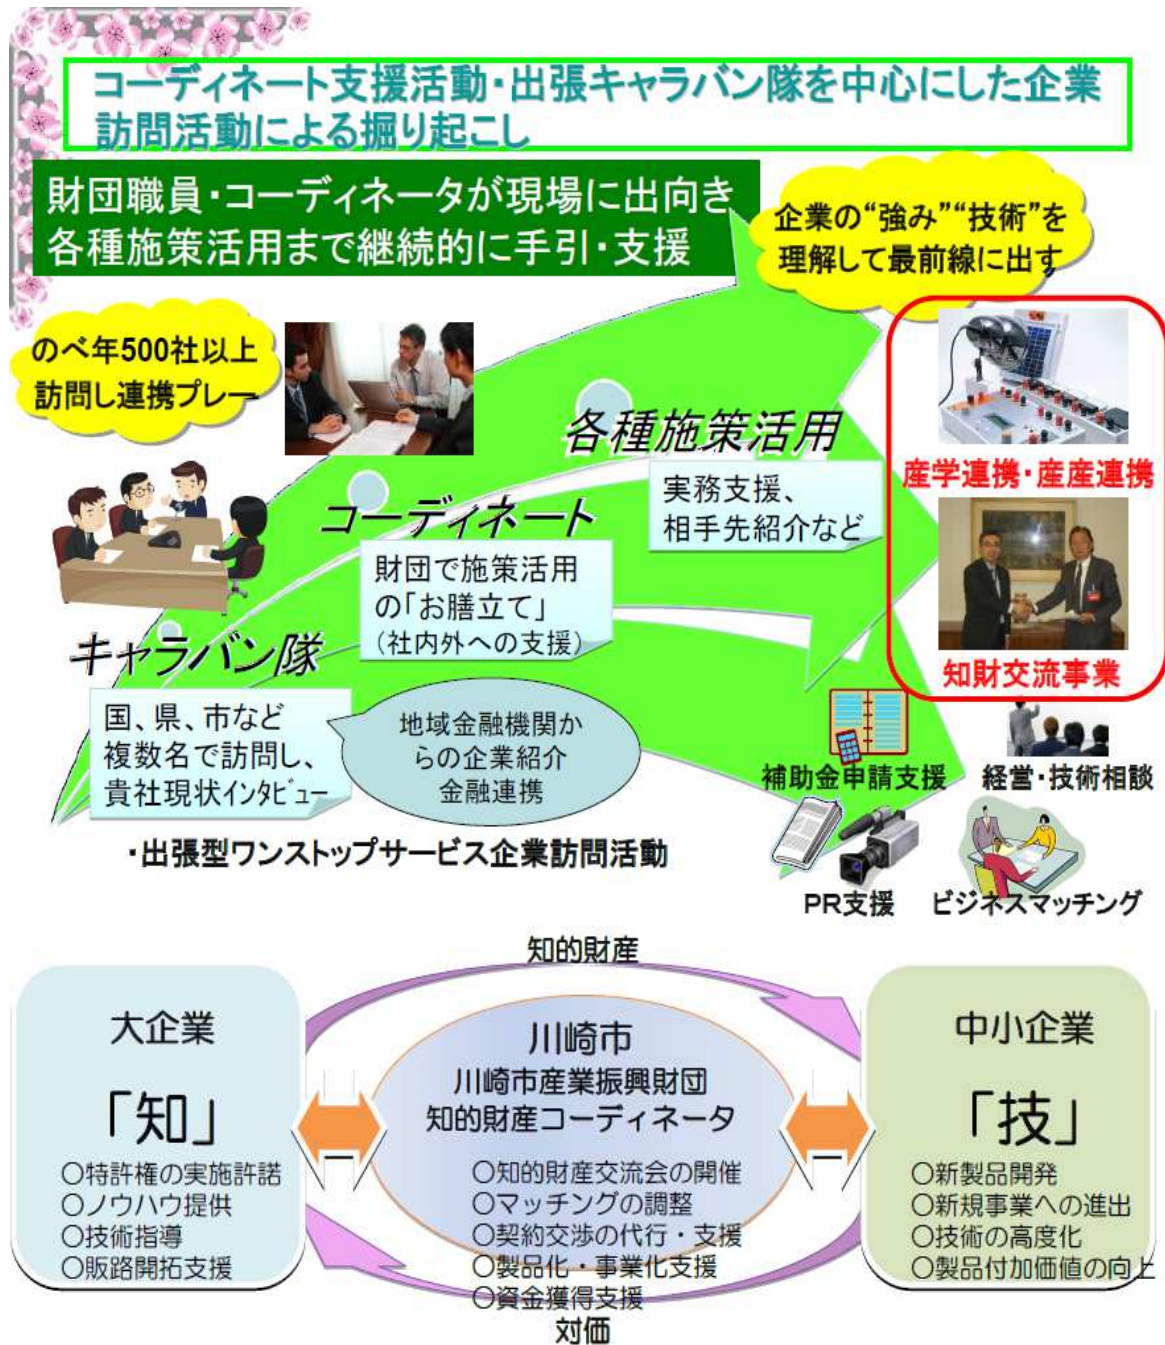 コーディネート支援活動・出張キャラバン隊を中心にした企業
訪問活動による掘り起こし
財団職員・コーディネータが現場に出向き
各種施策活用まで継続的に手引・支援
企業の“強み”“技術”を
理解して最前線に出す
のべ年500社以上
訪問し連携プレー
各種施策活用
実務支援、
相手先紹介など
産学連携・産産連携
コーディネート
財団で施策活用
の「お膳立て」
（社内外への支援）
知財交流事業
キャラバン隊
国、県、市など
複数名で訪問し、
貴社現状インタビュー
地域金融機関か
らの企業紹介
金融連携
補助金申請支援
経営・技術相談
・出張型ワンストップサービス企業訪問活動
PR支援
ビジネスマッチング
知的財産
大企業
「知」
○特許権の実施許諾
○ノウハウ提供
○技術指導
○販路開拓支援
川崎市
川崎市産業振興財団
知的財産コーディネータ
○知的財産交流会の開催
○マッチングの調整
○契約交渉の代行・支援
○製品化・事業化支援
○資金獲得支援
中小企業
「技」
○新製品開発
○新規事業への進出
○技術の高度化
○製品付加価値の向上
対価